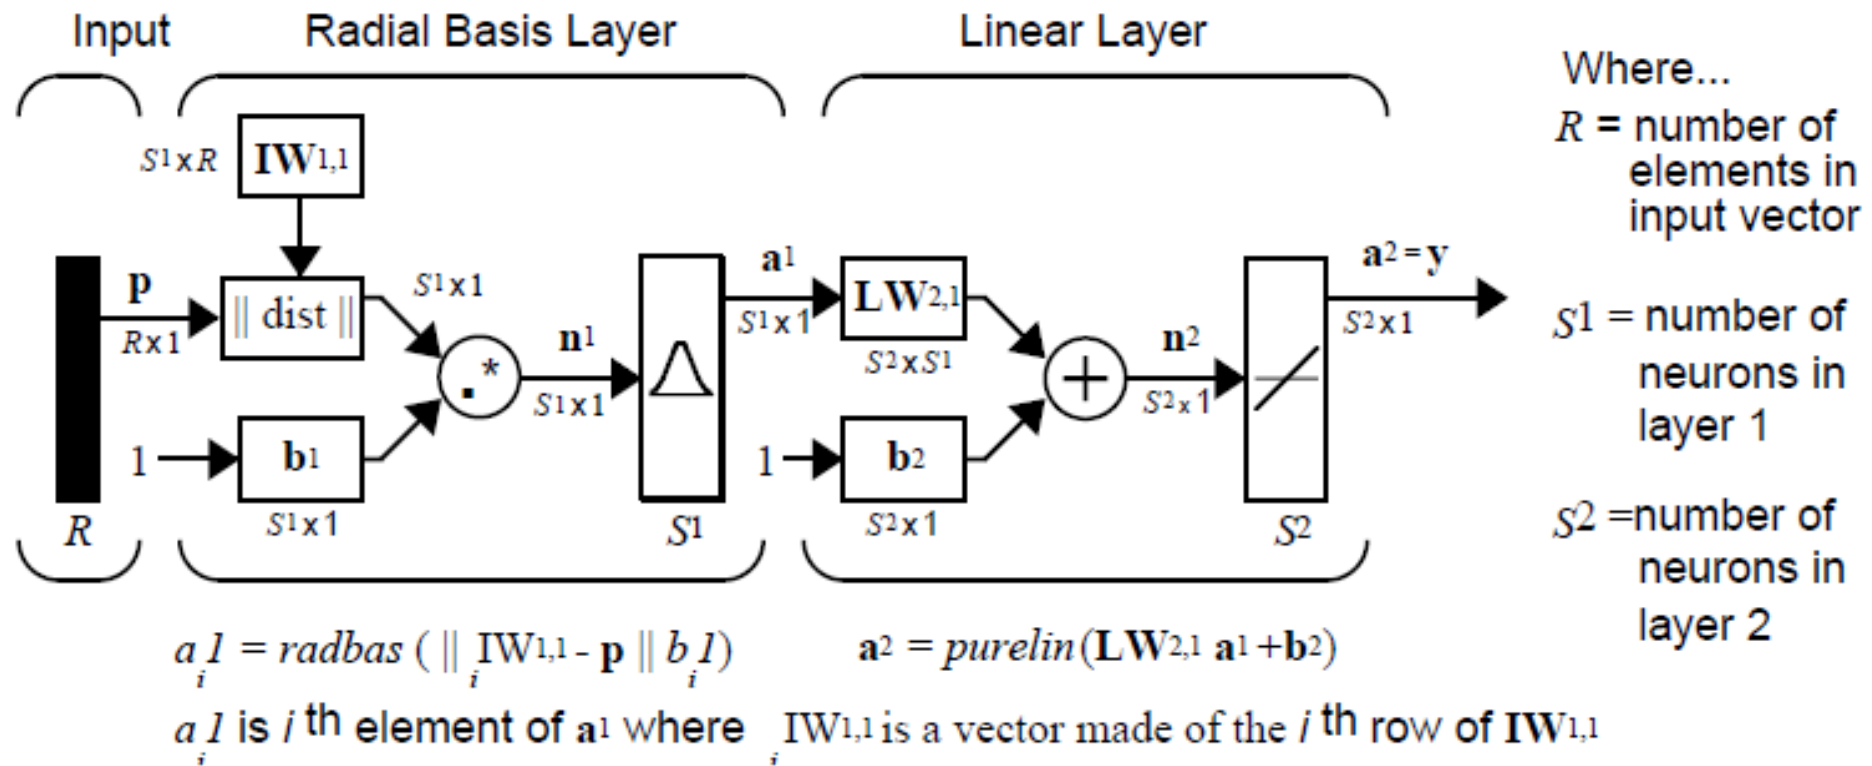 Input Radial Basis Layer Linear Layer
Where...
R = number of
elements in
input vector
S1 = number of
neurons in
layer 1
S2 =number of
neurons in
layer 2
S1xR IW1,1
p
Rx1
|| dist ||
S1x1
.*
n1
S1x1
1 b1
S1x1
R
S1
a1
S1x1
LW2,1
S2xS1
1 b2
S2x1
+
n2
S2x1
S2
a2 = y
S2x1
ai1 = radbas ( || iIW1,1 - p || bi1)
a2 = purelin(LW2,1 a1 +b2)
ai1 is i th element of a1 where iIW1,1 is a vector made of the i th row of IW1,1